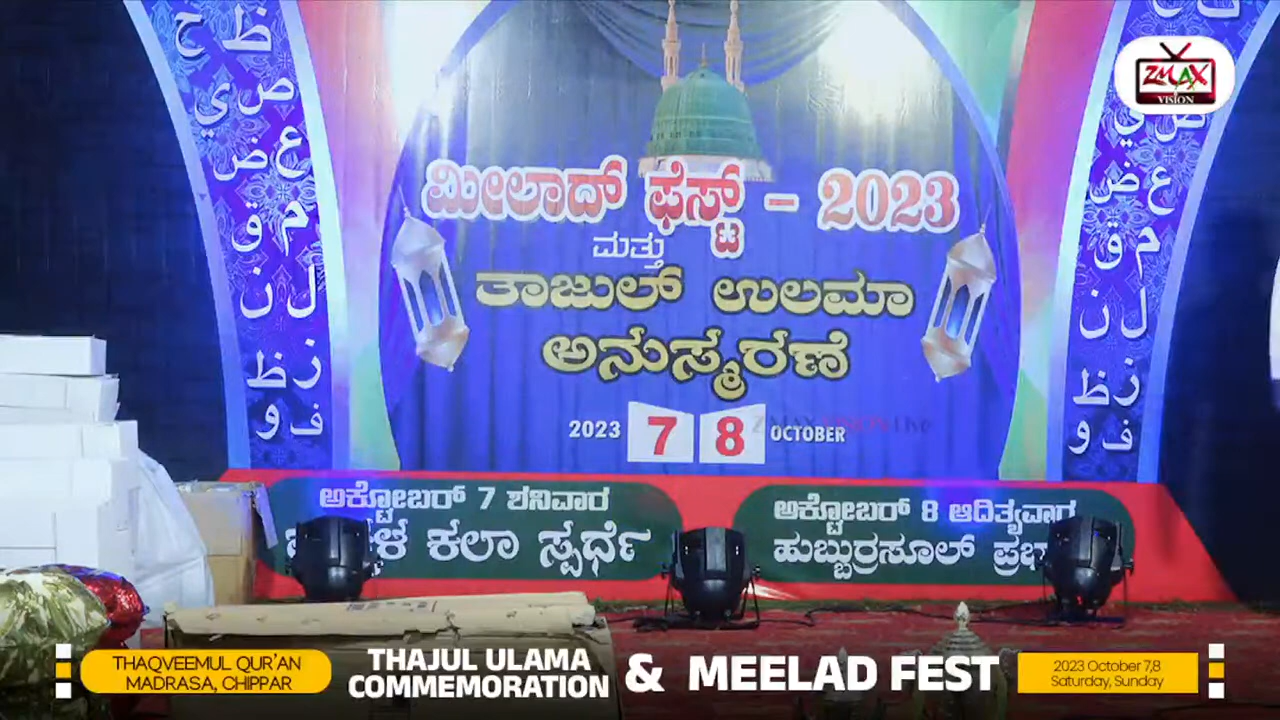 ZMAX
VISION
ಮೀಲಾದ್ ಫೆಸ್ಟ್ - 2023
ಮತ್ತು
ತಾಜುಲ್ ಉಲಮಾ
ಅನುಸ್ಮರಣೆ
2023 7 8 OCTOBER
ಅಕ್ಟೋಬರ್ 7 ಶನಿವಾರ
ಕಲಾ ಸ್ಪರ್ಧೆ
ಅಕ್ಟೋಬರ್ 8 ಆದಿತ್ಯವಾರ
ಹುಬ್ಬುರ್ರಸೂಲ್
THAQVEEMUL QUR'AN
MADRASA, CHIPPAR
THAJUL ULAMA
COMMEMORATION & MEELAD FEST
2023 October 7,8
Saturday, Sunday